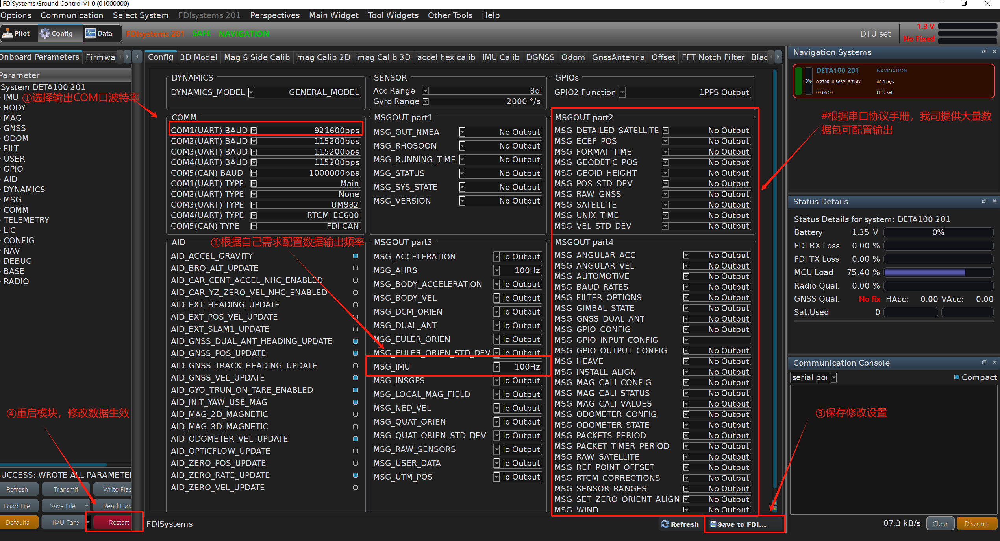 FDISystems Ground Control v1.0 (01000000)
Options Communication Select System FDIsystems 201 Perspectives Main Widget Tool Widgets Other Tools Help
Pilot Config Data FDIsystems 201 SAFE NAVIGATION
DTU set
1.3 V
No Fixed
Onboard Parameters Firmwa
Parameter
System DETA100 201
IMU
BODY
MAG
GNSS
ODOM
FILT
USER
GPIO
AID
DYNAMICS
MSG
COMM
TELEMETRY
LIC
CONFIG
NAV
DEBUG
BASE
RADIO
①选择输出COM口波特率
④重启模块，修改数据生效
SUCCESS: WROTE ALL PARAMETER
Refresh Transmit Write Flas
Load File Save File Read Flas
Defaults IMU Tare Restart
Config 3D Model Mag 6 Side Calib mag Calib 2D mag Calib 3D accel hex calib IMU Calib DGNSS Odom GnssAntenna Offset FFT Notch Filter Blac
DYNAMICS
DYNAMICS_MODEL GENERAL_MODEL
SENSOR
Acc Range 8g
Gyro Range 2000 °/s
GPIOs
GPIO2 Function 1PPS Output
COMM
COM1(UART) BAUD 921600bps
COM2(UART) BAUD 115200bps
COM3(UART) BAUD 115200bps
COM4(UART) BAUD 115200bps
COM5(CAN) BAUD 1000000bps
COM1(UART) TYPE Main
COM2(UART) TYPE None
COM3(UART) TYPE UM982
COM4(UART) TYPE RTCM EC600
COM5(CAN) TYPE FDI CAN
MSGOUT part1
MSG_OUT_NMEA No Output
MSG_RHOSOON No Output
MSG_RUNNING_TIME No Output
MSG_STATUS No Output
MSG_SYS_STATE No Output
MSG_VERSION No Output
MSGOUT part2
MSG DETAILED SATELLITE No Output
MSG ECEF POS No Output
MSG FORMAT TIME No Output
MSG GEODETIC POS No Output
MSG GEOID HEIGHT No Output
MSG POS STD DEV No Output
MSG RAW GNSS No Output
MSG SATELLITE No Output
MSG UNIX TIME No Output
MSG VEL STD DEV No Output
AID
①根据自己需求配置数据输出频率
AID_ACCEL_GRAVITY
AID_BRO_ALT_UPDATE
AID_CAR_CENT_ACCEL_NHC_ENABLED
AID_CAR_YZ_ZERO_VEL_NHC_ENABLED
AID_EXT_HEADING_UPDATE
AID_EXT_POS_VEL_UPDATE
AID_EXT_SLAM1_UPDATE
AID_GNSS_DUAL_ANT_HEADING_UPDATE
AID_GNSS_POS_UPDATE
AID_GNSS_TRACK_HEADING_UPDATE
AID_GNSS_VEL_UPDATE
AID_GYO_TRUN_ON_TARE_ENABLED
AID_INIT_YAW_USE_MAG
AID_MAG_2D_MAGNETIC
AID_MAG_3D_MAGNETIC
AID_ODOMETER_VEL_UPDATE
AID_OPTICFLOW_UPDATE
AID_ZERO_POS_UPDATE
AID_ZERO_RATE_UPDATE
AID_ZERO_VEL_UPDATE
MSGOUT part3
MSG_ACCELERATION lo Output
MSG_AHRS 100Hz
MSG_BODY_ACCELERATION lo Output
MSG_BODY_VEL lo Output
MSG_DCM_ORIEN lo Output
MSG_DUAL_ANT lo Output
MSG_EULER_ORIEN lo Output
MSG_EULER_ORIEN_STD_DEV lo Output
MSG_IMU 100Hz
MSG_INSGPS lo Output
MSG_LOCAL_MAG_FIELD lo Output
MSG_NED_VEL lo Output
MSG_QUAT_ORIEN lo Output
MSG_QUAT_ORIEN_STD_DEV lo Output
MSG_RAW_SENSORS lo Output
MSG_USER_DATA lo Output
MSG_UTM_POS lo Output
MSGOUT part4
MSG ANGULAR ACC No Output
MSG ANGULAR VEL No Output
MSG AUTOMOTIVE No Output
MSG BAUD RATES No Output
MSG FILTER OPTIONS No Output
MSG GIMBAL STATE No Output
MSG GNSS DUAL ANT No Output
MSG GPIO CONFIG No Output
MSG GPIO INPUT CONFIG
MSG GPIO OUTPUT CONFIG No Output
MSG HEAVE No Output
MSG INSTALL ALIGN No Output
MSG MAG CALI CONFIG No Output
MSG MAG CALI STATUS No Output
MSG MAG CALI VALUES No Output
MSG ODOMETER CONFIG No Output
MSG ODOMETER STATE No Output
MSG PACKETS PERIOD No Output
MSG PACKET TIMER PERIOD No Output
MSG RAW SATELLITE No Output
MSG REF POINT OFFSET No Output
MSG RTCM CORRECTIONS No Output
MSG SENSOR RANGES No Output
MSG SET ZERO ORIENT ALIGN No Output
MSG WIND No Output
FDISystems
Refresh Save to FDI...
Navigation Systems
DETA100 201 NAVIGATION
0% 0.279R 0.365P 6.714Y 00.0 m/s
00:66:50 DTU set
#根据串口协议手册，我司提供大量数
据包可配置输出
Status Details
Status Details for system: DETA100 201
Battery 1.35 V 0%
FDI RX Loss 0.00 %
FDI TX Loss 0.00 %
MCU Load 75.40 %
Radio Qual. 0.00 %
GNSS Qual. No fix HAcc: 0.00 VAcc: 0.00
Sat.Used 0
Communication Console
serial por Compact
③保存修改设置
07.3 kB/s Clear Disconn.